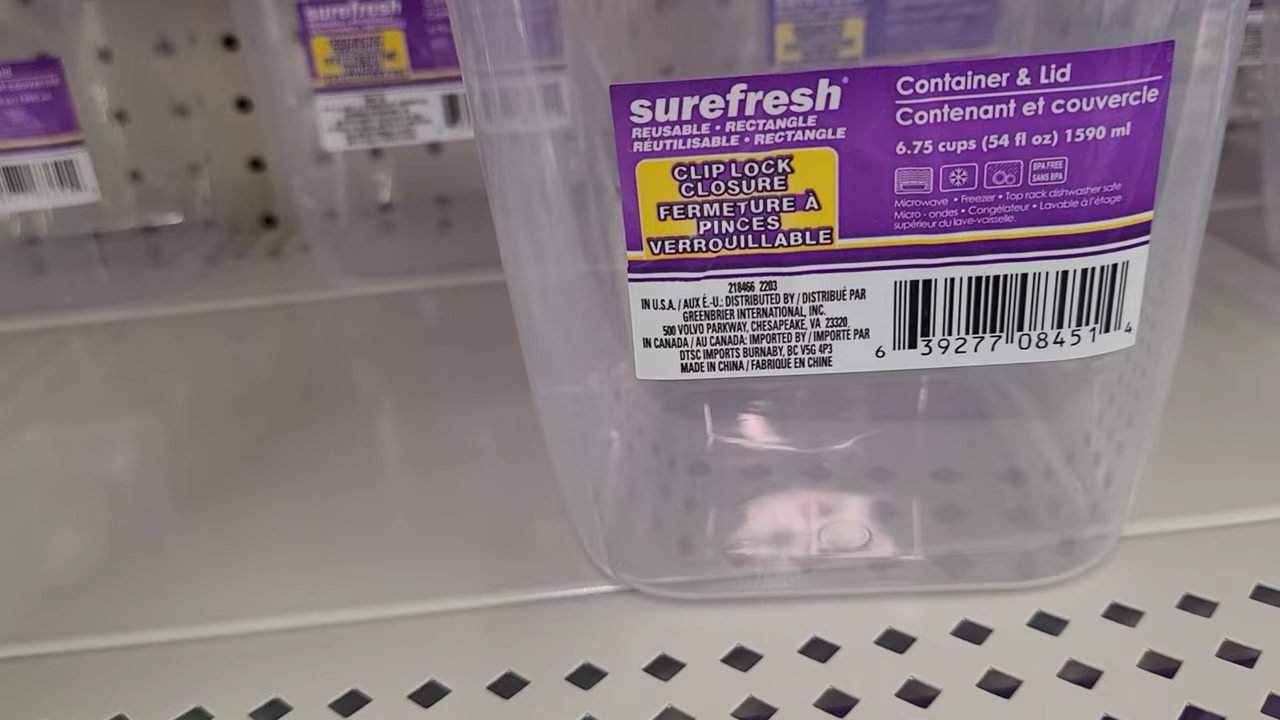 surefresh
surefresh®
REUSABLE • RECTANGLE
RÉUTILISABLE • RECTANGLE
CLIP LOCK
CLOSURE
FERMETURE À
PINCES
VERROUILLABLE
Container & Lid
Contenant et couvercle
6.75 cups (54 fl oz) 1590 ml
BPA FREE
SANS BPA
Microwave • Freezer • Top rack dishwasher safe
Micro-ondes • Congélateur • Lavable à l'étage
supérieur du lave-vaisselle.
218466 2203
IN U.S.A. / AUX É.-U.: DISTRIBUTED BY / DISTRIBUÉ PAR
GREENBRIER INTERNATIONAL, INC.
500 VOLVO PARKWAY, CHESAPEAKE, VA 23320.
IN CANADA / AU CANADA: IMPORTED BY / IMPORTÉ PAR
DTSC IMPORTS BURNABY, BC V5G 4P3
MADE IN CHINA / FABRIQUÉ EN CHINE
6 39277 08451 4